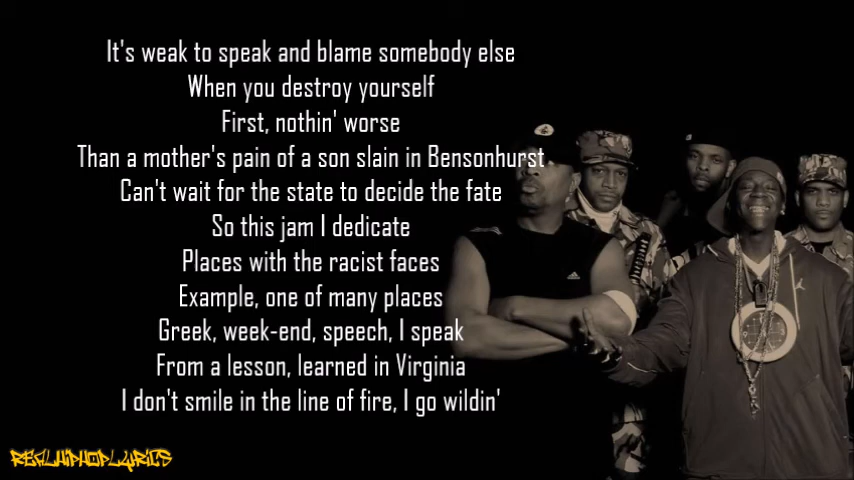 It's weak to speak and blame somebody else
When you destroy yourself
First, nothin' worse
Than a mother's pain of a son slain in Bensonhurst
Can't wait for the state to decide the fate
So this jam I dedicate
Places with the racist faces
Example, one of many places
Greek, week-end, speech, I speak
From a lesson, learned in Virginia
I don't smile in the line of fire, I go wildin'
REALHIPHOPLYRICS